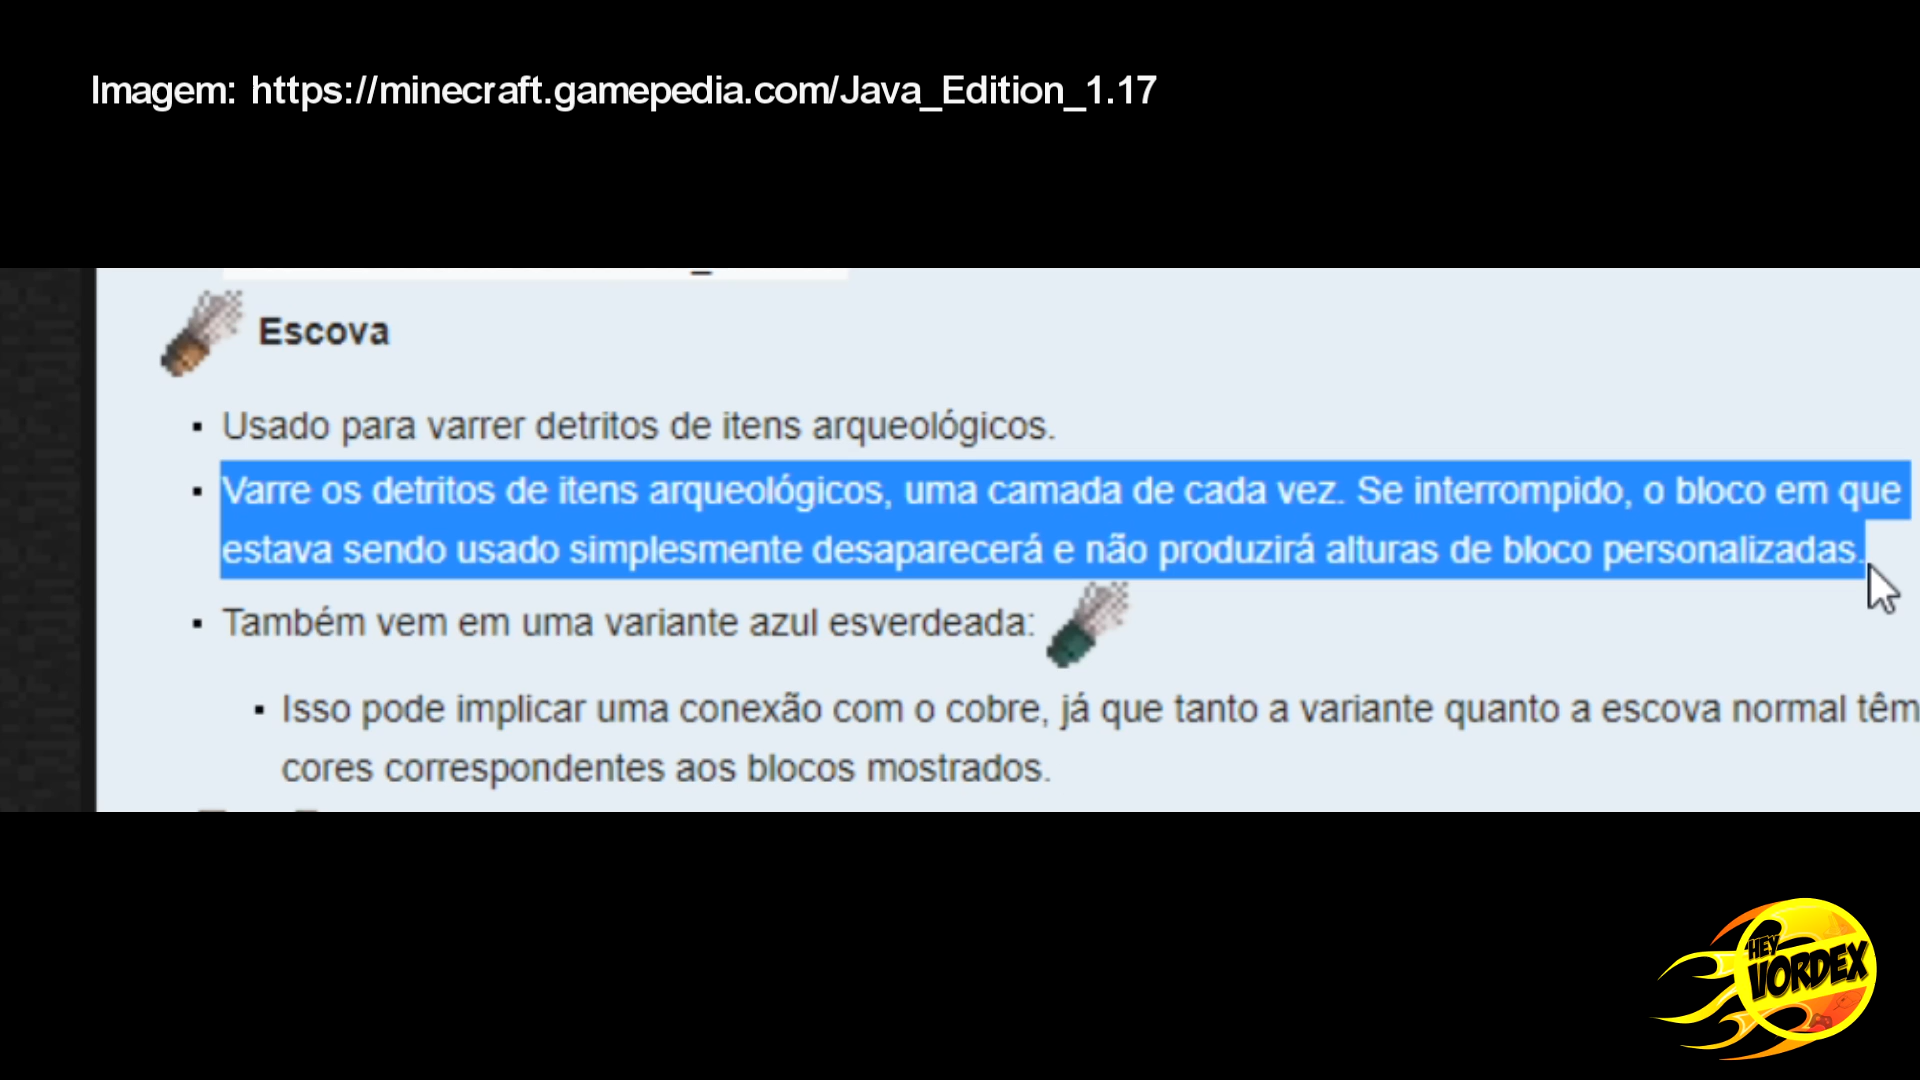 Imagem: https://minecraft.gamepedia.com/Java_Edition_1.17
Escova
Usado para varrer detritos de itens arqueológicos.
Varre os detritos de itens arqueológicos, uma camada de cada vez. Se interrompido, o bloco em que
estava sendo usado simplesmente desaparecerá e não produzirá alturas de bloco personalizadas.
Também vem em uma variante azul esverdeada:
Isso pode implicar uma conexão com o cobre, já que tanto a variante quanto a escova normal têm
cores correspondentes aos blocos mostrados.
HEY
VORDEX